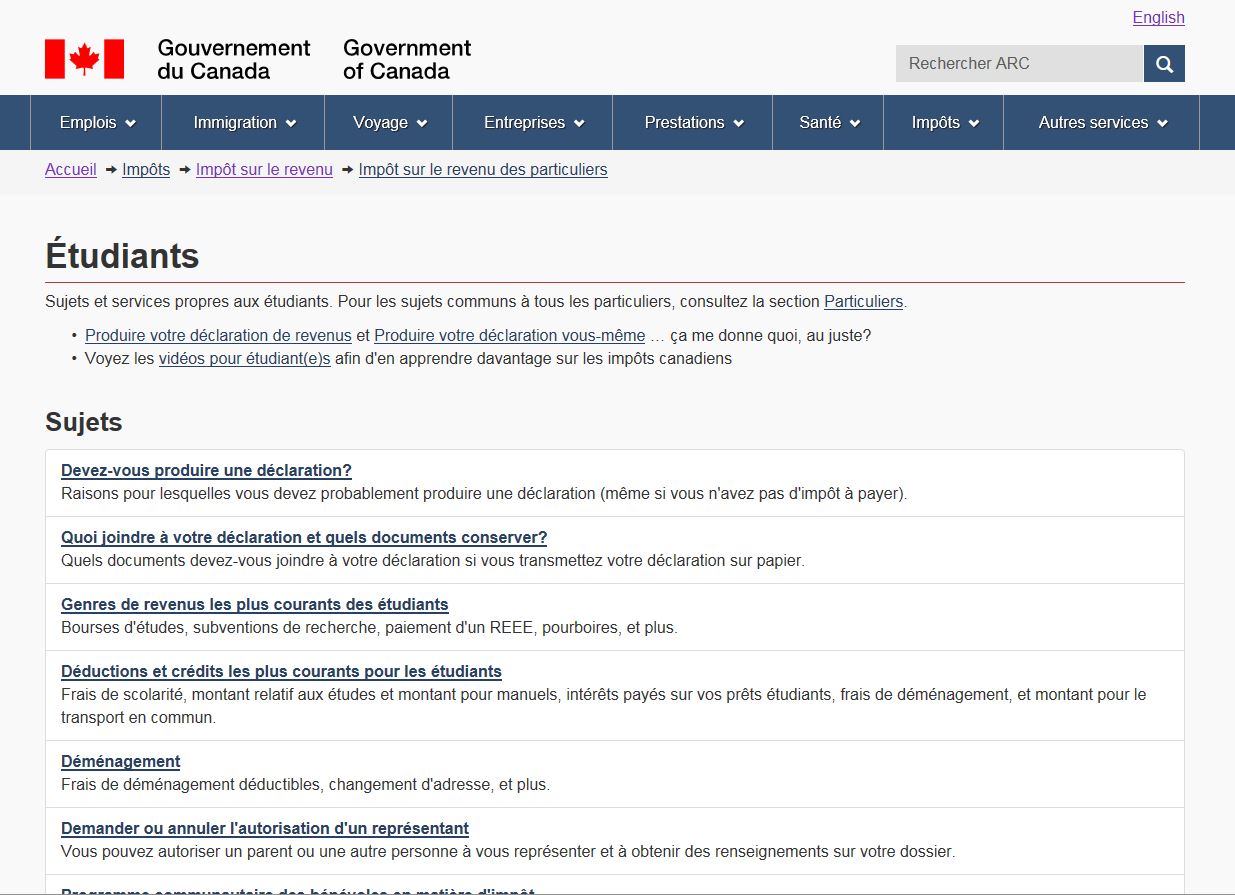 English
Gouvernement Government
du Canada of Canada
Rechercher ARC
Emplois Immigration Voyage Entreprises Prestations Santé Impôts Autres services
Accueil ➔ Impôts ➔ Impôt sur le revenu ➔ Impôt sur le revenu des particuliers
Étudiants
Sujets et services propres aux étudiants. Pour les sujets communs à tous les particuliers, consultez la section Particuliers.
• Produire votre déclaration de revenus et Produire votre déclaration vous-même … ça me donne quoi, au juste?
• Voyez les vidéos pour étudiant(e)s afin d'en apprendre davantage sur les impôts canadiens
Sujets
Devez-vous produire une déclaration?
Raisons pour lesquelles vous devez probablement produire une déclaration (même si vous n'avez pas d'impôt à payer).
Quoi joindre à votre déclaration et quels documents conserver?
Quels documents devez-vous joindre à votre déclaration si vous transmettez votre déclaration sur papier.
Genres de revenus les plus courants des étudiants
Bourses d'études, subventions de recherche, paiement d'un REEE, pourboires, et plus.
Déductions et crédits les plus courants pour les étudiants
Frais de scolarité, montant relatif aux études et montant pour manuels, intérêts payés sur vos prêts étudiants, frais de déménagement, et montant pour le
transport en commun.
Déménagement
Frais de déménagement déductibles, changement d'adresse, et plus.
Demander ou annuler l'autorisation d'un représentant
Vous pouvez autoriser un parent ou une autre personne à vous représenter et à obtenir des renseignements sur votre dossier.
Programme communautaire des bénévoles en matière d'impôt